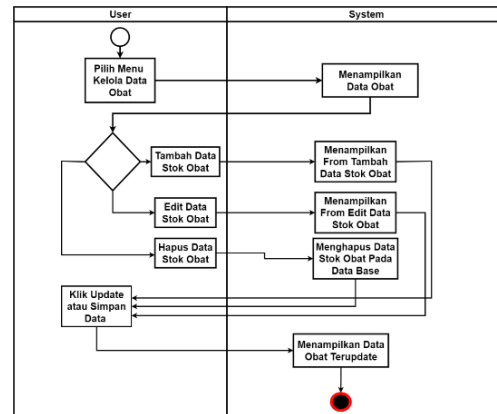 User
System
Pilih Menu
Kelola Data
Obat
Menampilkan
Data Obat
Tambah Data
Stok Obat
Menampilkan
From Tambah
Data Stok Obat
Edit Data
Stok Obat
Menampilkan
From Edit Data
Stok Obat
Hapus Data
Stok Obat
Menghapus Data
Stok Obat Pada
Data Base
Klik Update
atau Simpan
Data
Menampilkan Data
Obat Terupdate